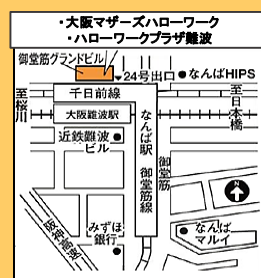 ・大阪マザーズハローワーク
・ハローワークプラザ難波
御堂筋グランドビル
24号出口
なんばHIPS
至桜川
千日前線
至日本橋
大阪難波駅
近鉄難波
ビル
なんば駅
御堂筋線
御堂筋
阪神高速
みずほ
銀行
なんば
マルイ